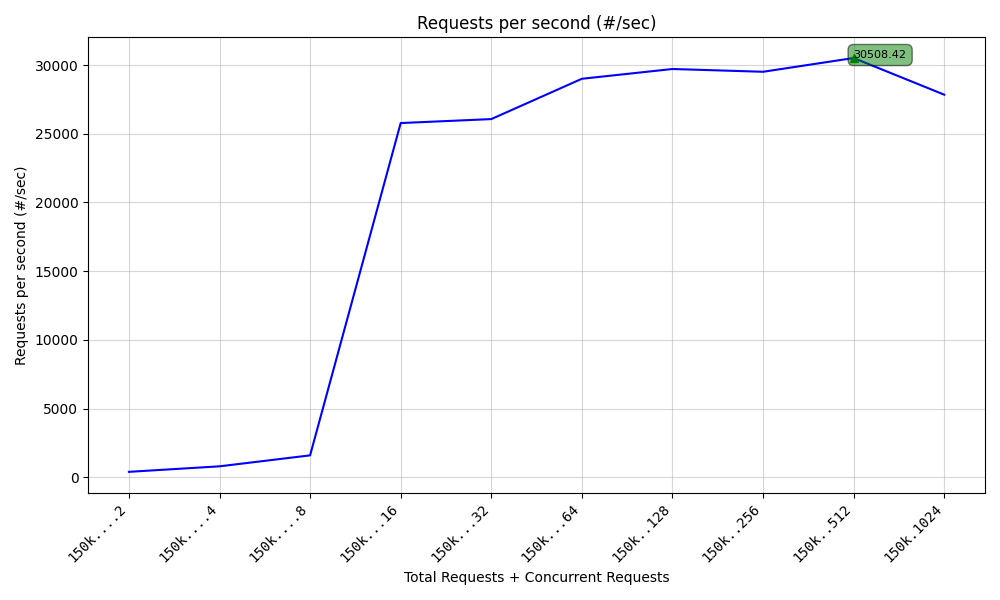 Requests per second (#/sec)
30508.42
30000
25000
20000
15000
10000
5000
0
Requests per second (#/sec)
150k....2
150k....4
150k....8
150k...16
150k...32
150k...64
150k..128
150k..256
150k..512
150k.1024
Total Requests + Concurrent Requests